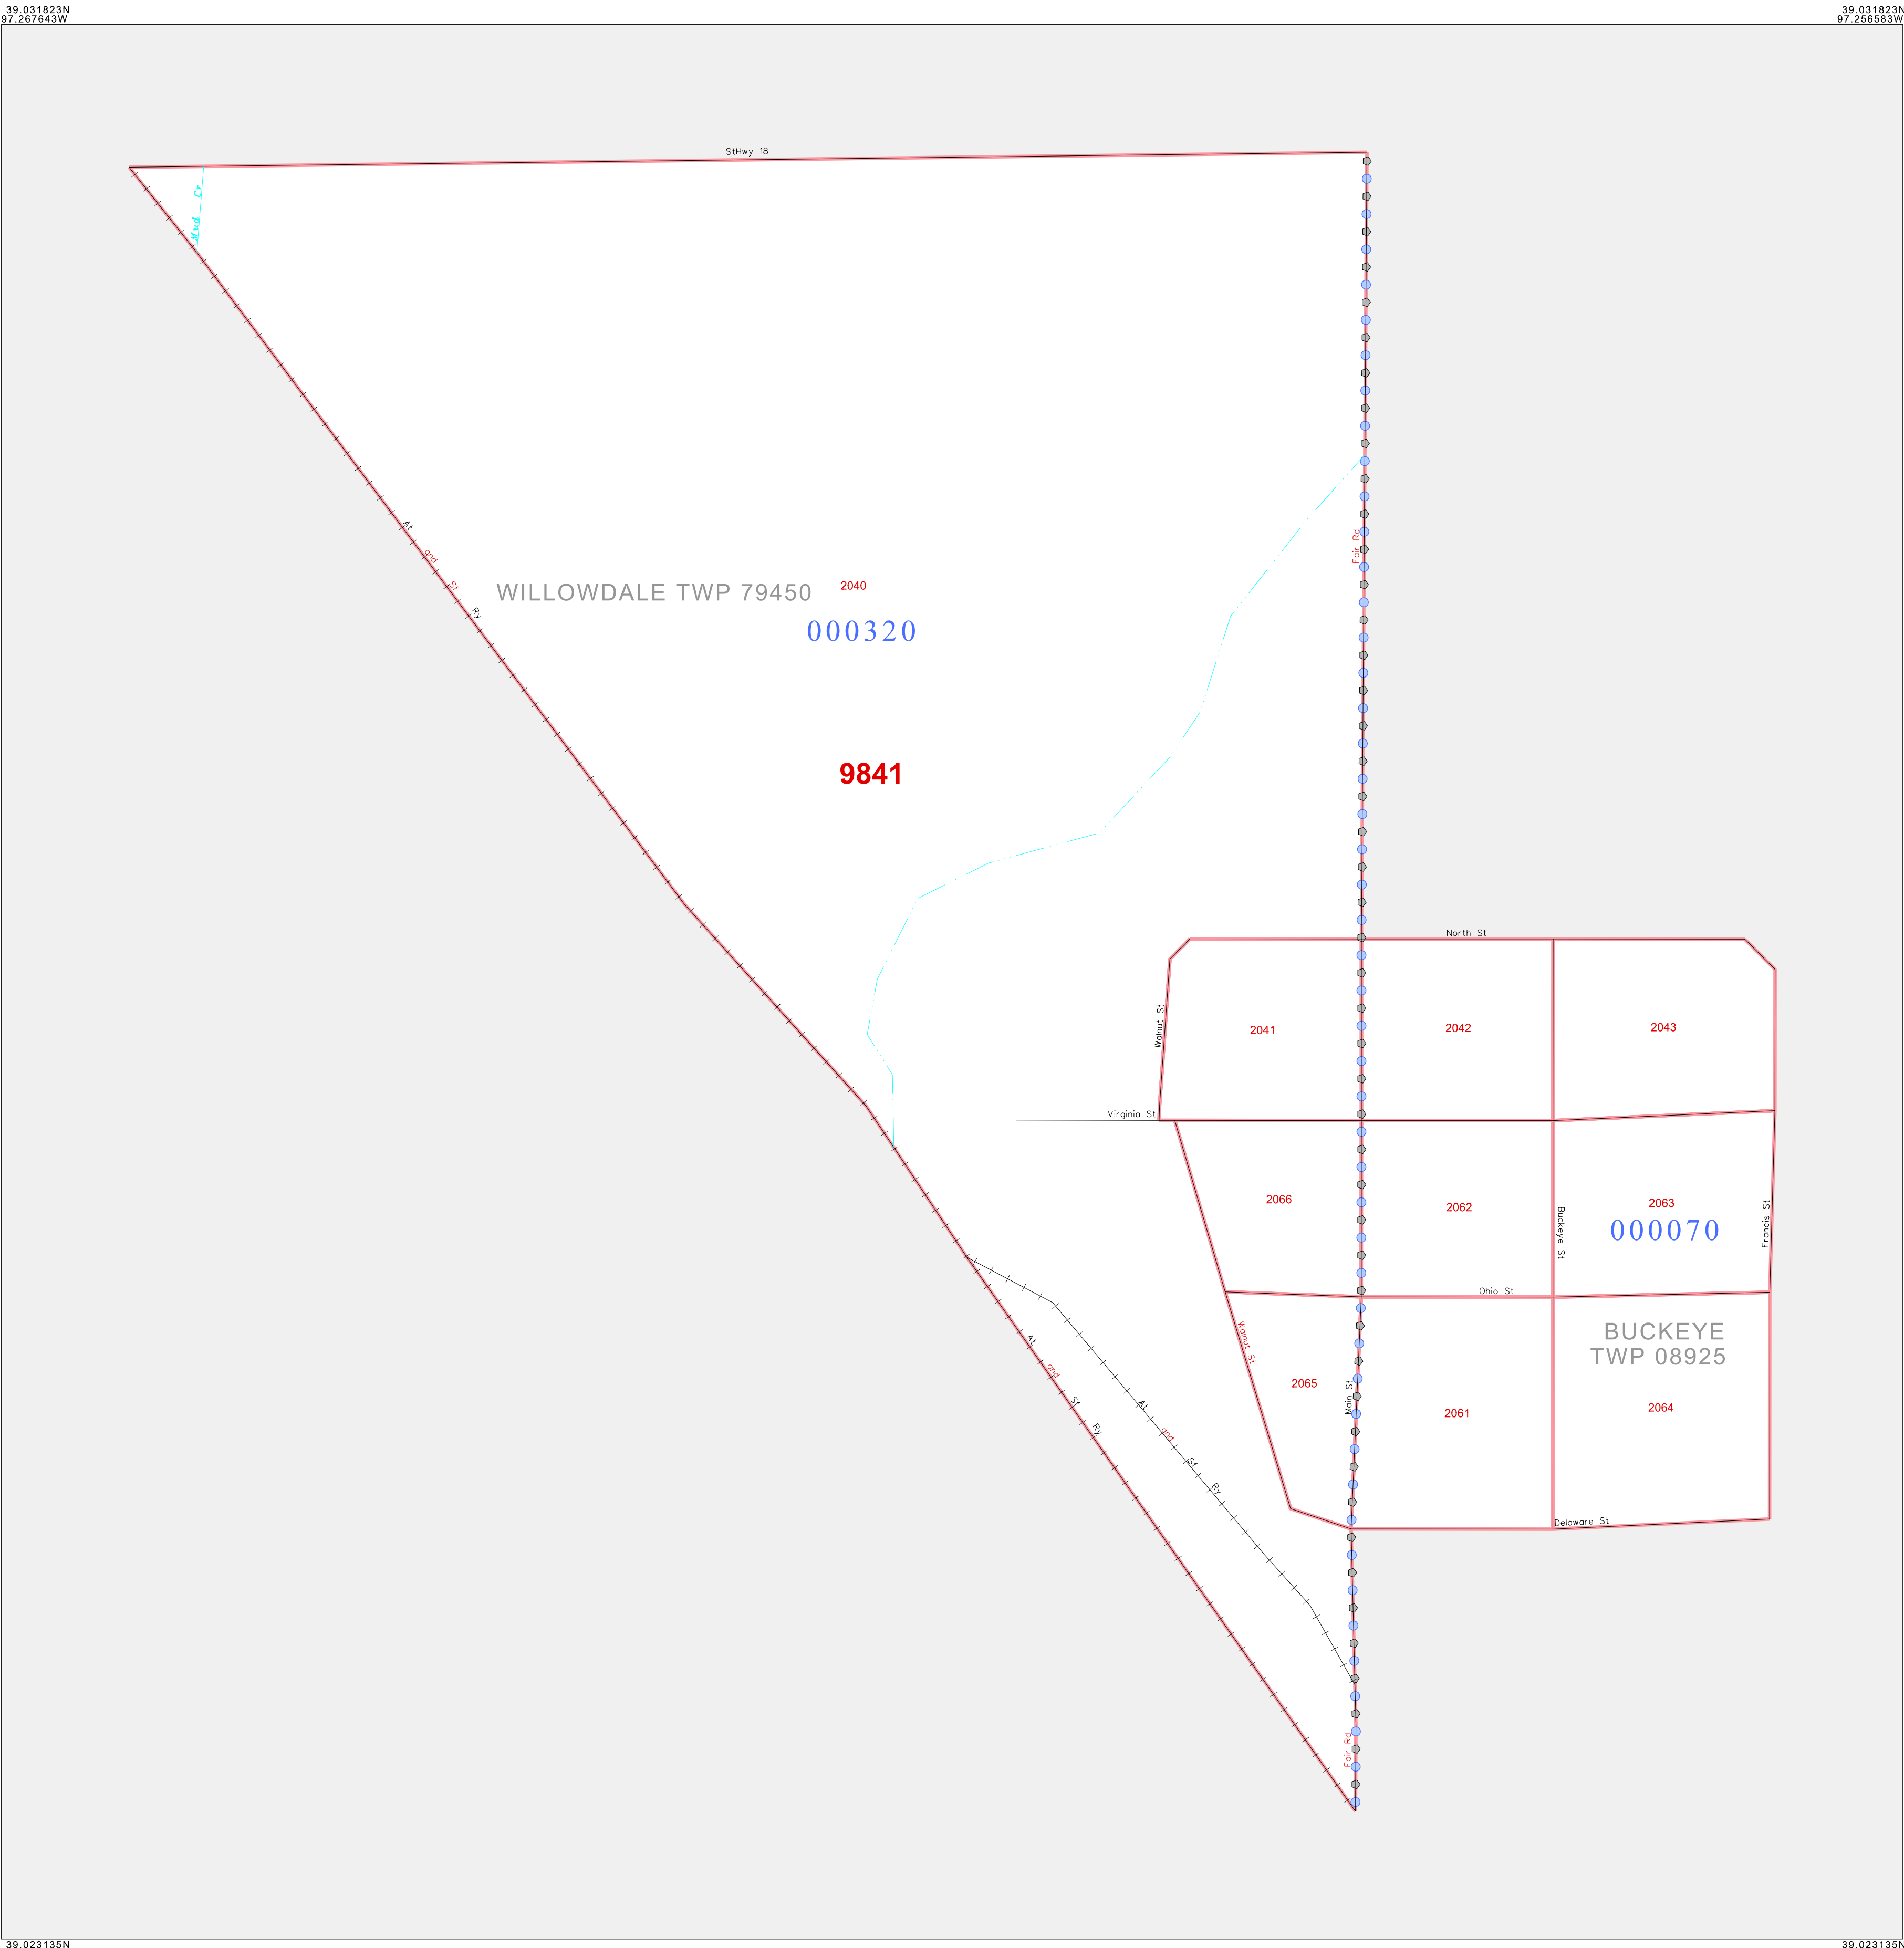 39.031823N
97.267643W
39.031823N
97.256583W
StHwy 18
Mud Cr
At and Sf Ry
Fair Rd
WILLOWDALE TWP 79450
2040
000320
9841
North St
Walnut St
2041
2042
2043
Virginia St
2066
2062
2063
000070
Buckeye St
Francis St
Ohio St
BUCKEYE
TWP 08925
Walnut St
2065
Main St
2061
2064
At and Sf Ry
At and Sf Ry
Delaware St
Fair Rd
39.023135N
39.023135N